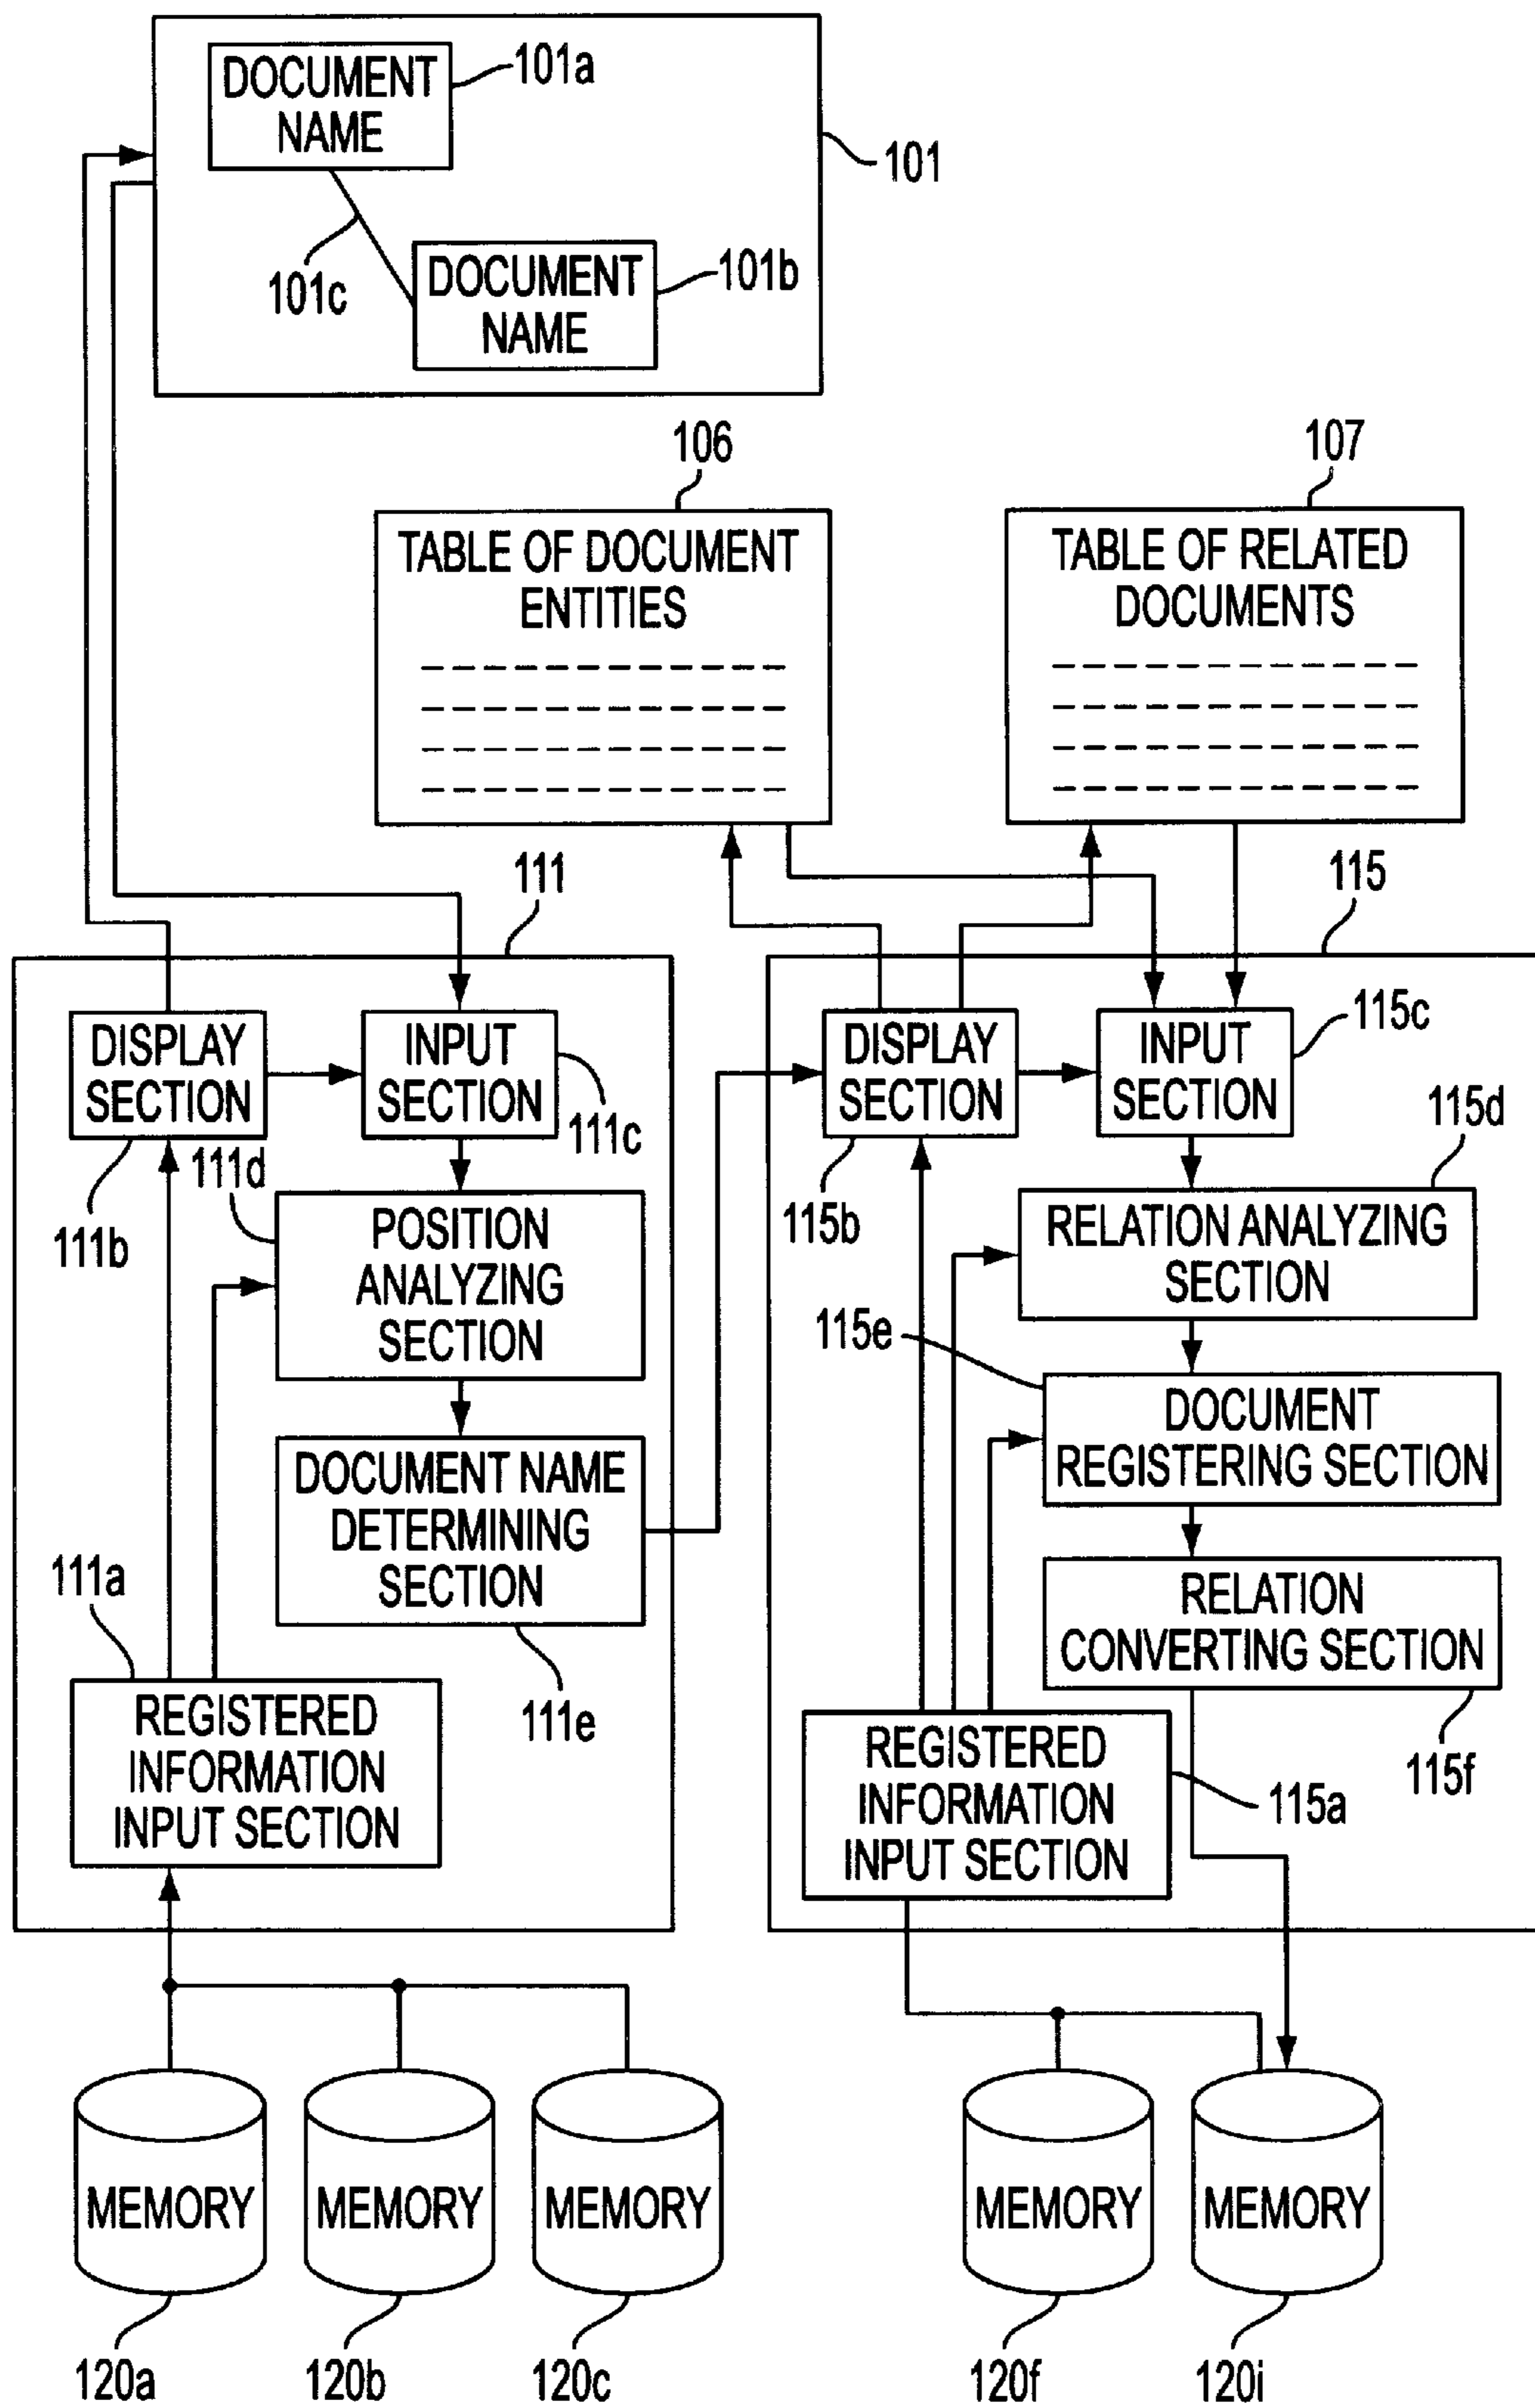 DOCUMENT
NAME
101a
101
DOCUMENT
NAME
101b
101c
106
107
TABLE OF DOCUMENT
ENTITIES
TABLE OF RELATED
DOCUMENTS
111
115
DISPLAY
SECTION
INPUT
SECTION
111c
111d
111b
POSITION
ANALYZING
SECTION
DOCUMENT NAME
DETERMINING
SECTION
111a
111e
REGISTERED
INFORMATION
INPUT SECTION
DISPLAY
SECTION
INPUT
SECTION
115c
115d
115b
RELATION ANALYZING
SECTION
115e
DOCUMENT
REGISTERING SECTION
RELATION
CONVERTING SECTION
115f
REGISTERED
INFORMATION
INPUT SECTION
115a
MEMORY
MEMORY
MEMORY
MEMORY
MEMORY
120a
120b
120c
120f
120i